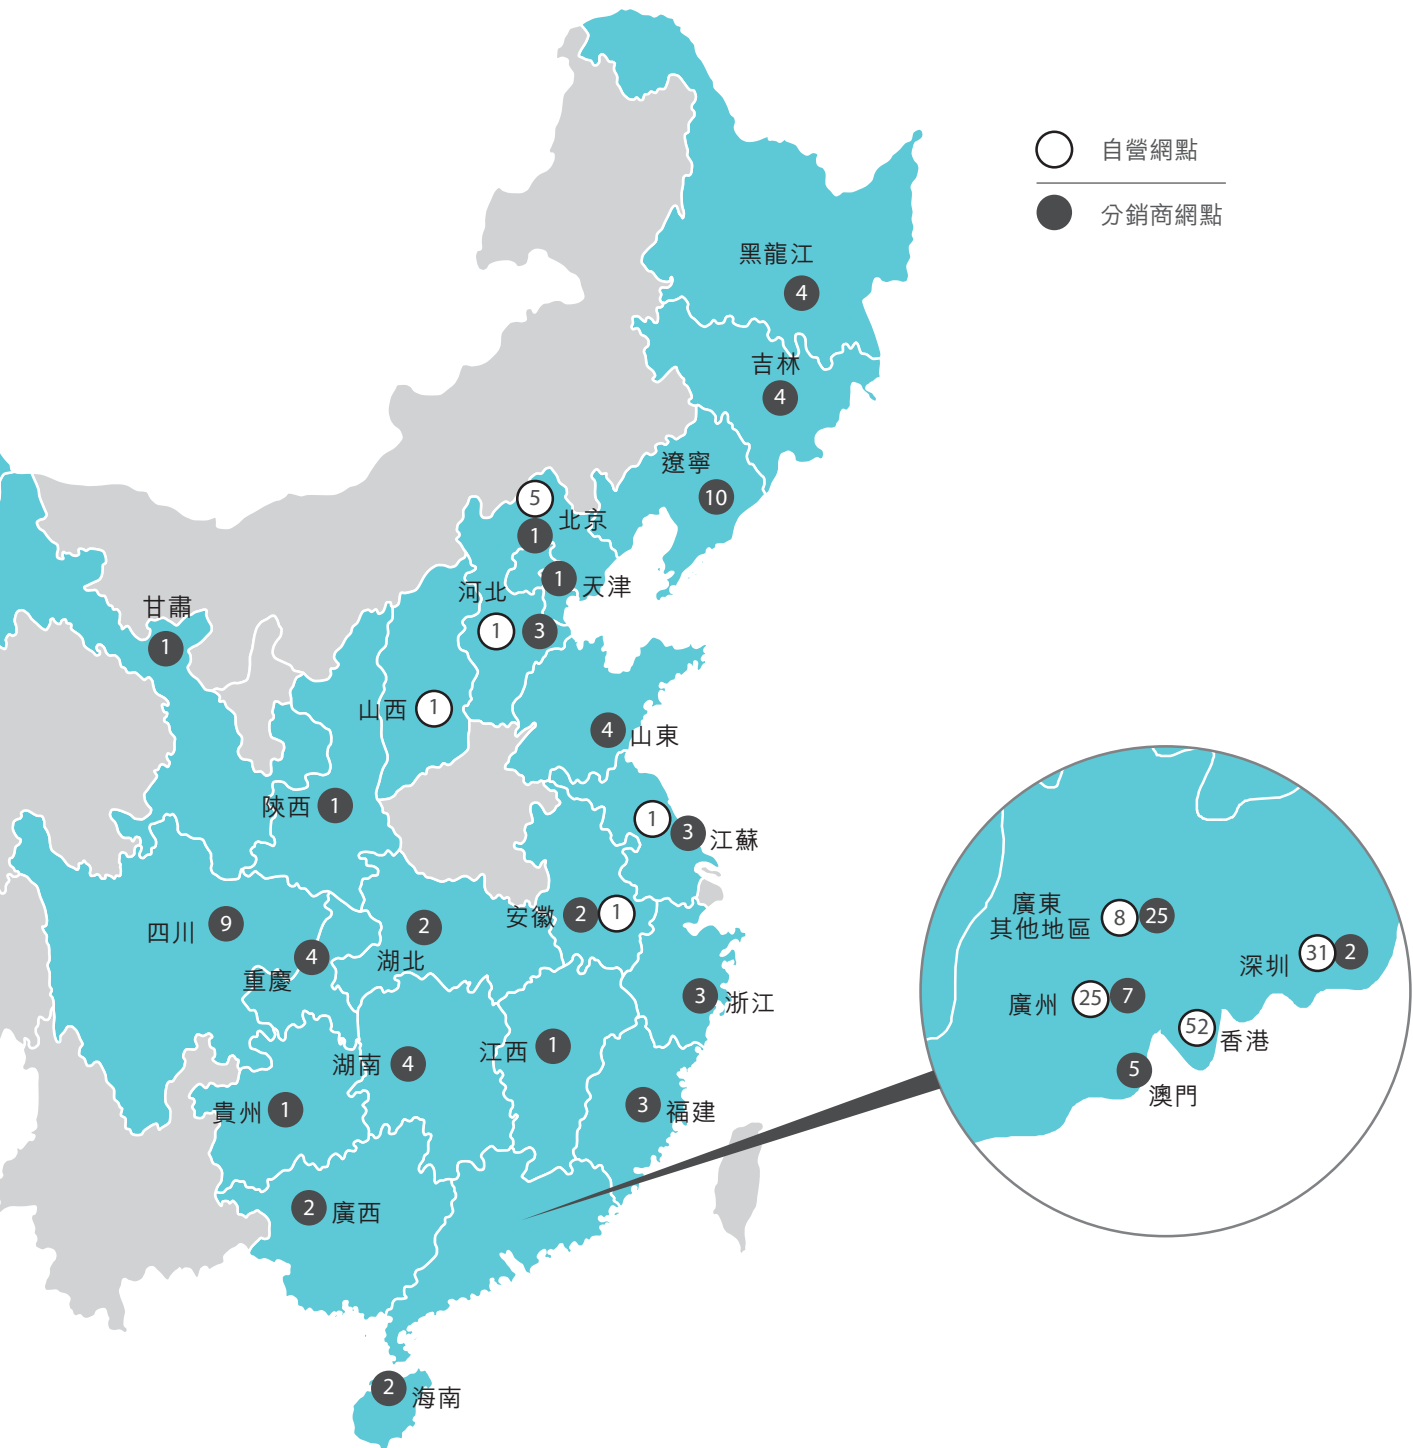 自營網點
分銷商網點
黑龍江
4
吉林
4
遼寧
10
5
北京
1
1
天津
河北
1
3
甘肅
1
山西
1
4
山東
陝西
1
1
3
江蘇
四川
9
重慶
4
2
湖北
安徽
2
1
3
浙江
湖南
4
江西
1
貴州
1
3
福建
2
廣西
2
海南
廣東
其他地區
8
25
深圳
31
2
廣州
25
7
52
香港
5
澳門